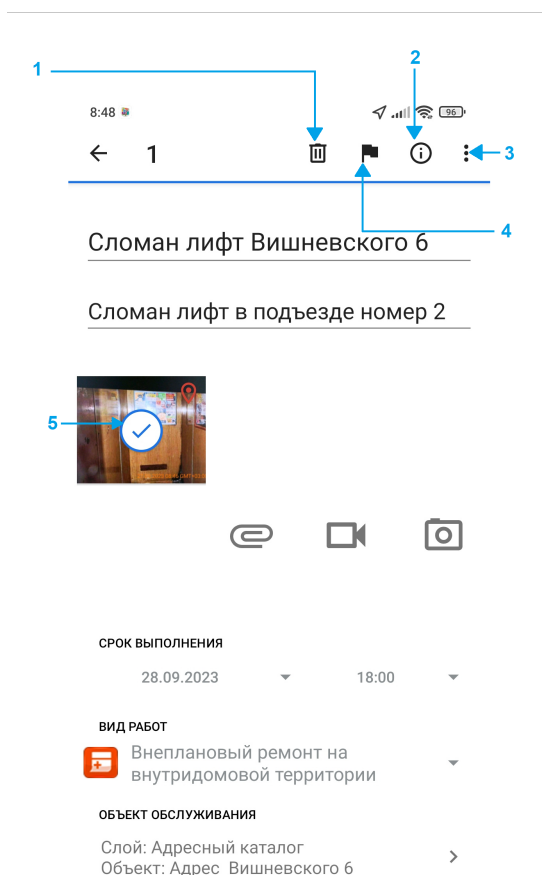 1
2
8:48
96
1
3
4
Сломан лифт Вишневского 6
Сломан лифт в подъезде номер 2
5
СРОК ВЫПОЛНЕНИЯ
28.09.2023 18:00
ВИД РАБОТ
Внеплановый ремонт на
внутридомовой территории
ОБЪЕКТ ОБСЛУЖИВАНИЯ
Слой: Адресный каталог
Объект: Адрес Вишневского 6